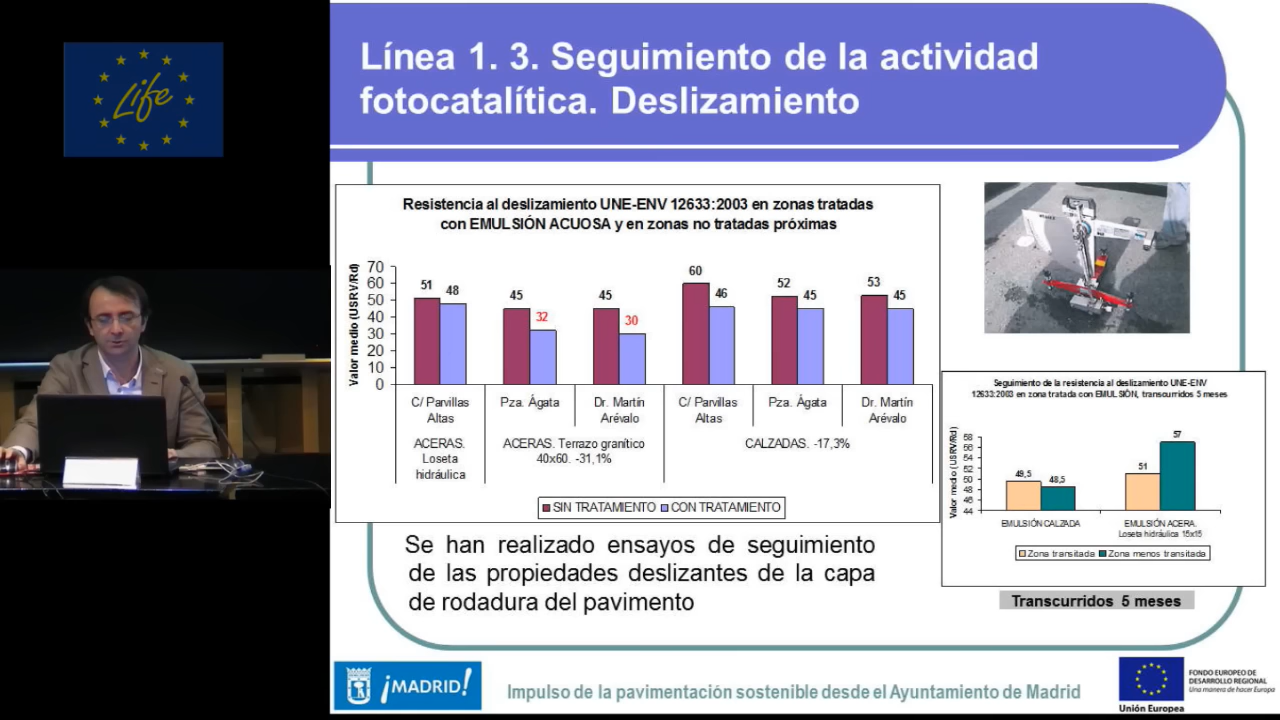 Life
Línea 1. 3. Seguimiento de la actividad
fotocatalítica. Deslizamiento
Resistencia al deslizamiento UNE-ENV 12633:2003 en zonas tratadas
con EMULSIÓN ACUOSA y en zonas no tratadas próximas
Valor medio (USRV/Rd)
70
60
50
40
30
20
10
0
51 48 45 32 45 30 60 46 52 45 53 45
C/ Parvillas Altas
Pza. Ágata
Dr. Martín Arévalo
C/ Parvillas Altas
Pza. Ágata
Dr. Martín Arévalo
ACERAS.
Loseta
hidráulica
ACERAS. Terrazo granítico
40x60. -31,1%
CALZADAS. -17,3%
SIN TRATAMIENTO CON TRATAMIENTO
Seguimiento de la resistencia al deslizamiento UNE-ENV
12633:2003 en zona tratada con EMULSIÓN, transcurridos 5 meses
Valor medio (USRV/Rd)
58
56
54
52
50
48
46
44
49,5 48,5 51 57
EMULSIÓN CALZADA
EMULSIÓN ACERA.
Loseta hidráulica 15x15
Zona transitada Zona menos transitada
Transcurridos 5 meses
Se han realizado ensayos de seguimiento
de las propiedades deslizantes de la capa
de rodadura del pavimento
¡MADRID!
Impulso de la pavimentación sostenible desde el Ayuntamiento de Madrid
Unión Europea
FONDO EUROPEO DE
DESARROLLO REGIONAL
Una manera de hacer Europa